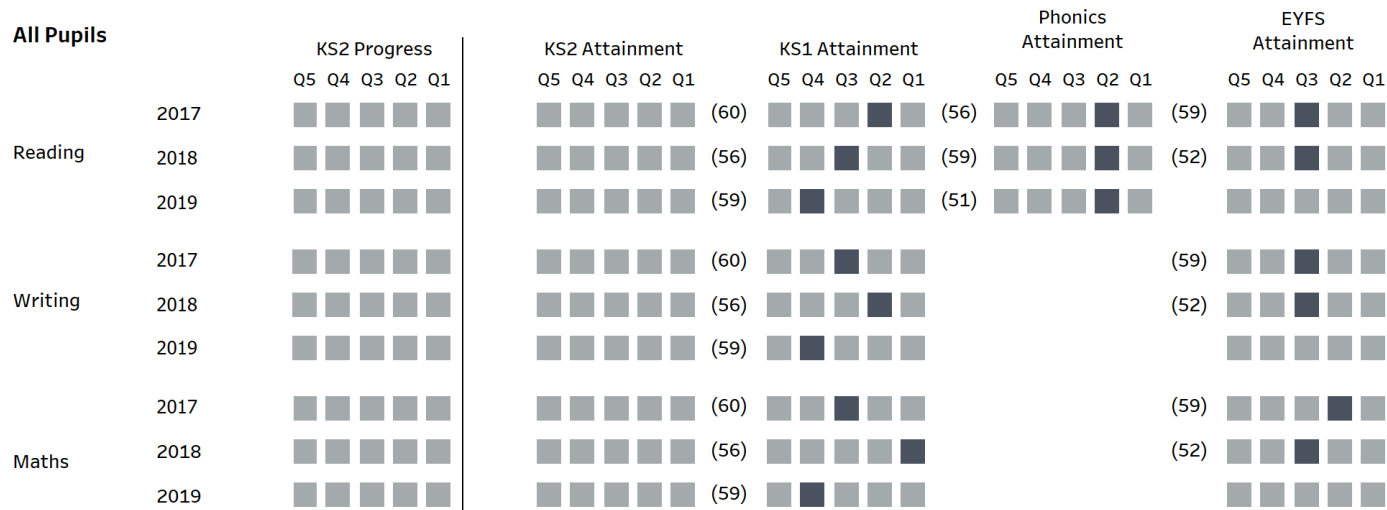 Phonics EYFS
All Pupils Attainment Attainment
KS2 Progress KS2 Attainment KS1 Attainment
Q5 Q4 Q3 Q2 Q1 Q5 Q4 Q3 Q2 Q1 Q5 Q4 Q3 Q2 Q1 Q5 Q4 Q3 Q2 Q1 Q5 Q4 Q3 Q2 Q1
2017 (60) (56) (59)
Reading 2018 (56) (59) (52)
2019 (59) (51)
2017 (60) (59)
Writing 2018 (56) (52)
2019 (59)
2017 (60) (59)
Maths 2018 (56) (52)
2019 (59)